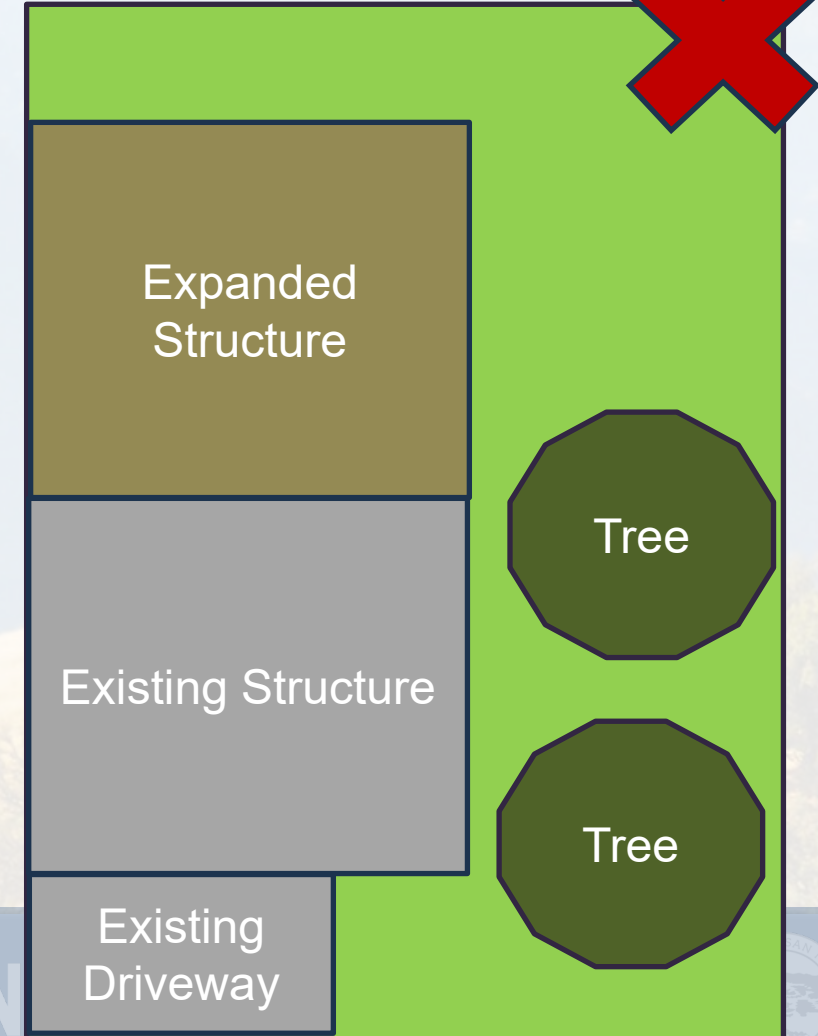 Expanded
Structure
Tree
Existing Structure
Tree
Existing
Driveway